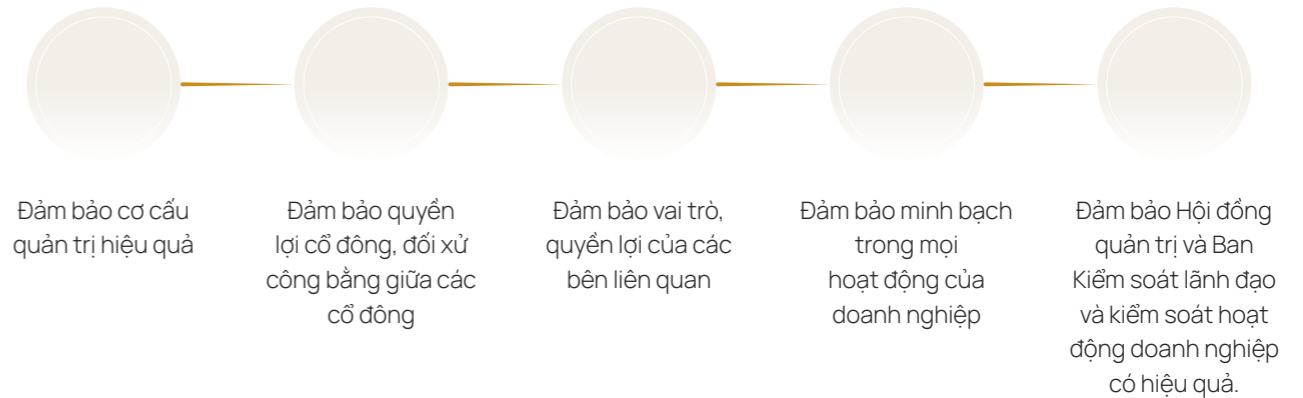 Đảm bảo cơ cấu
quản trị hiệu quả
Đảm bảo quyền
lợi cổ đông, đối xử
công bằng giữa các
cổ đông
Đảm bảo vai trò,
quyền lợi của các
bên liên quan
Đảm bảo minh bạch
trong mọi
hoạt động của
doanh nghiệp
Đảm bảo Hội đồng
quản trị và Ban
Kiểm soát lãnh đạo
và kiểm soát hoạt
động doanh nghiệp
có hiệu quả.